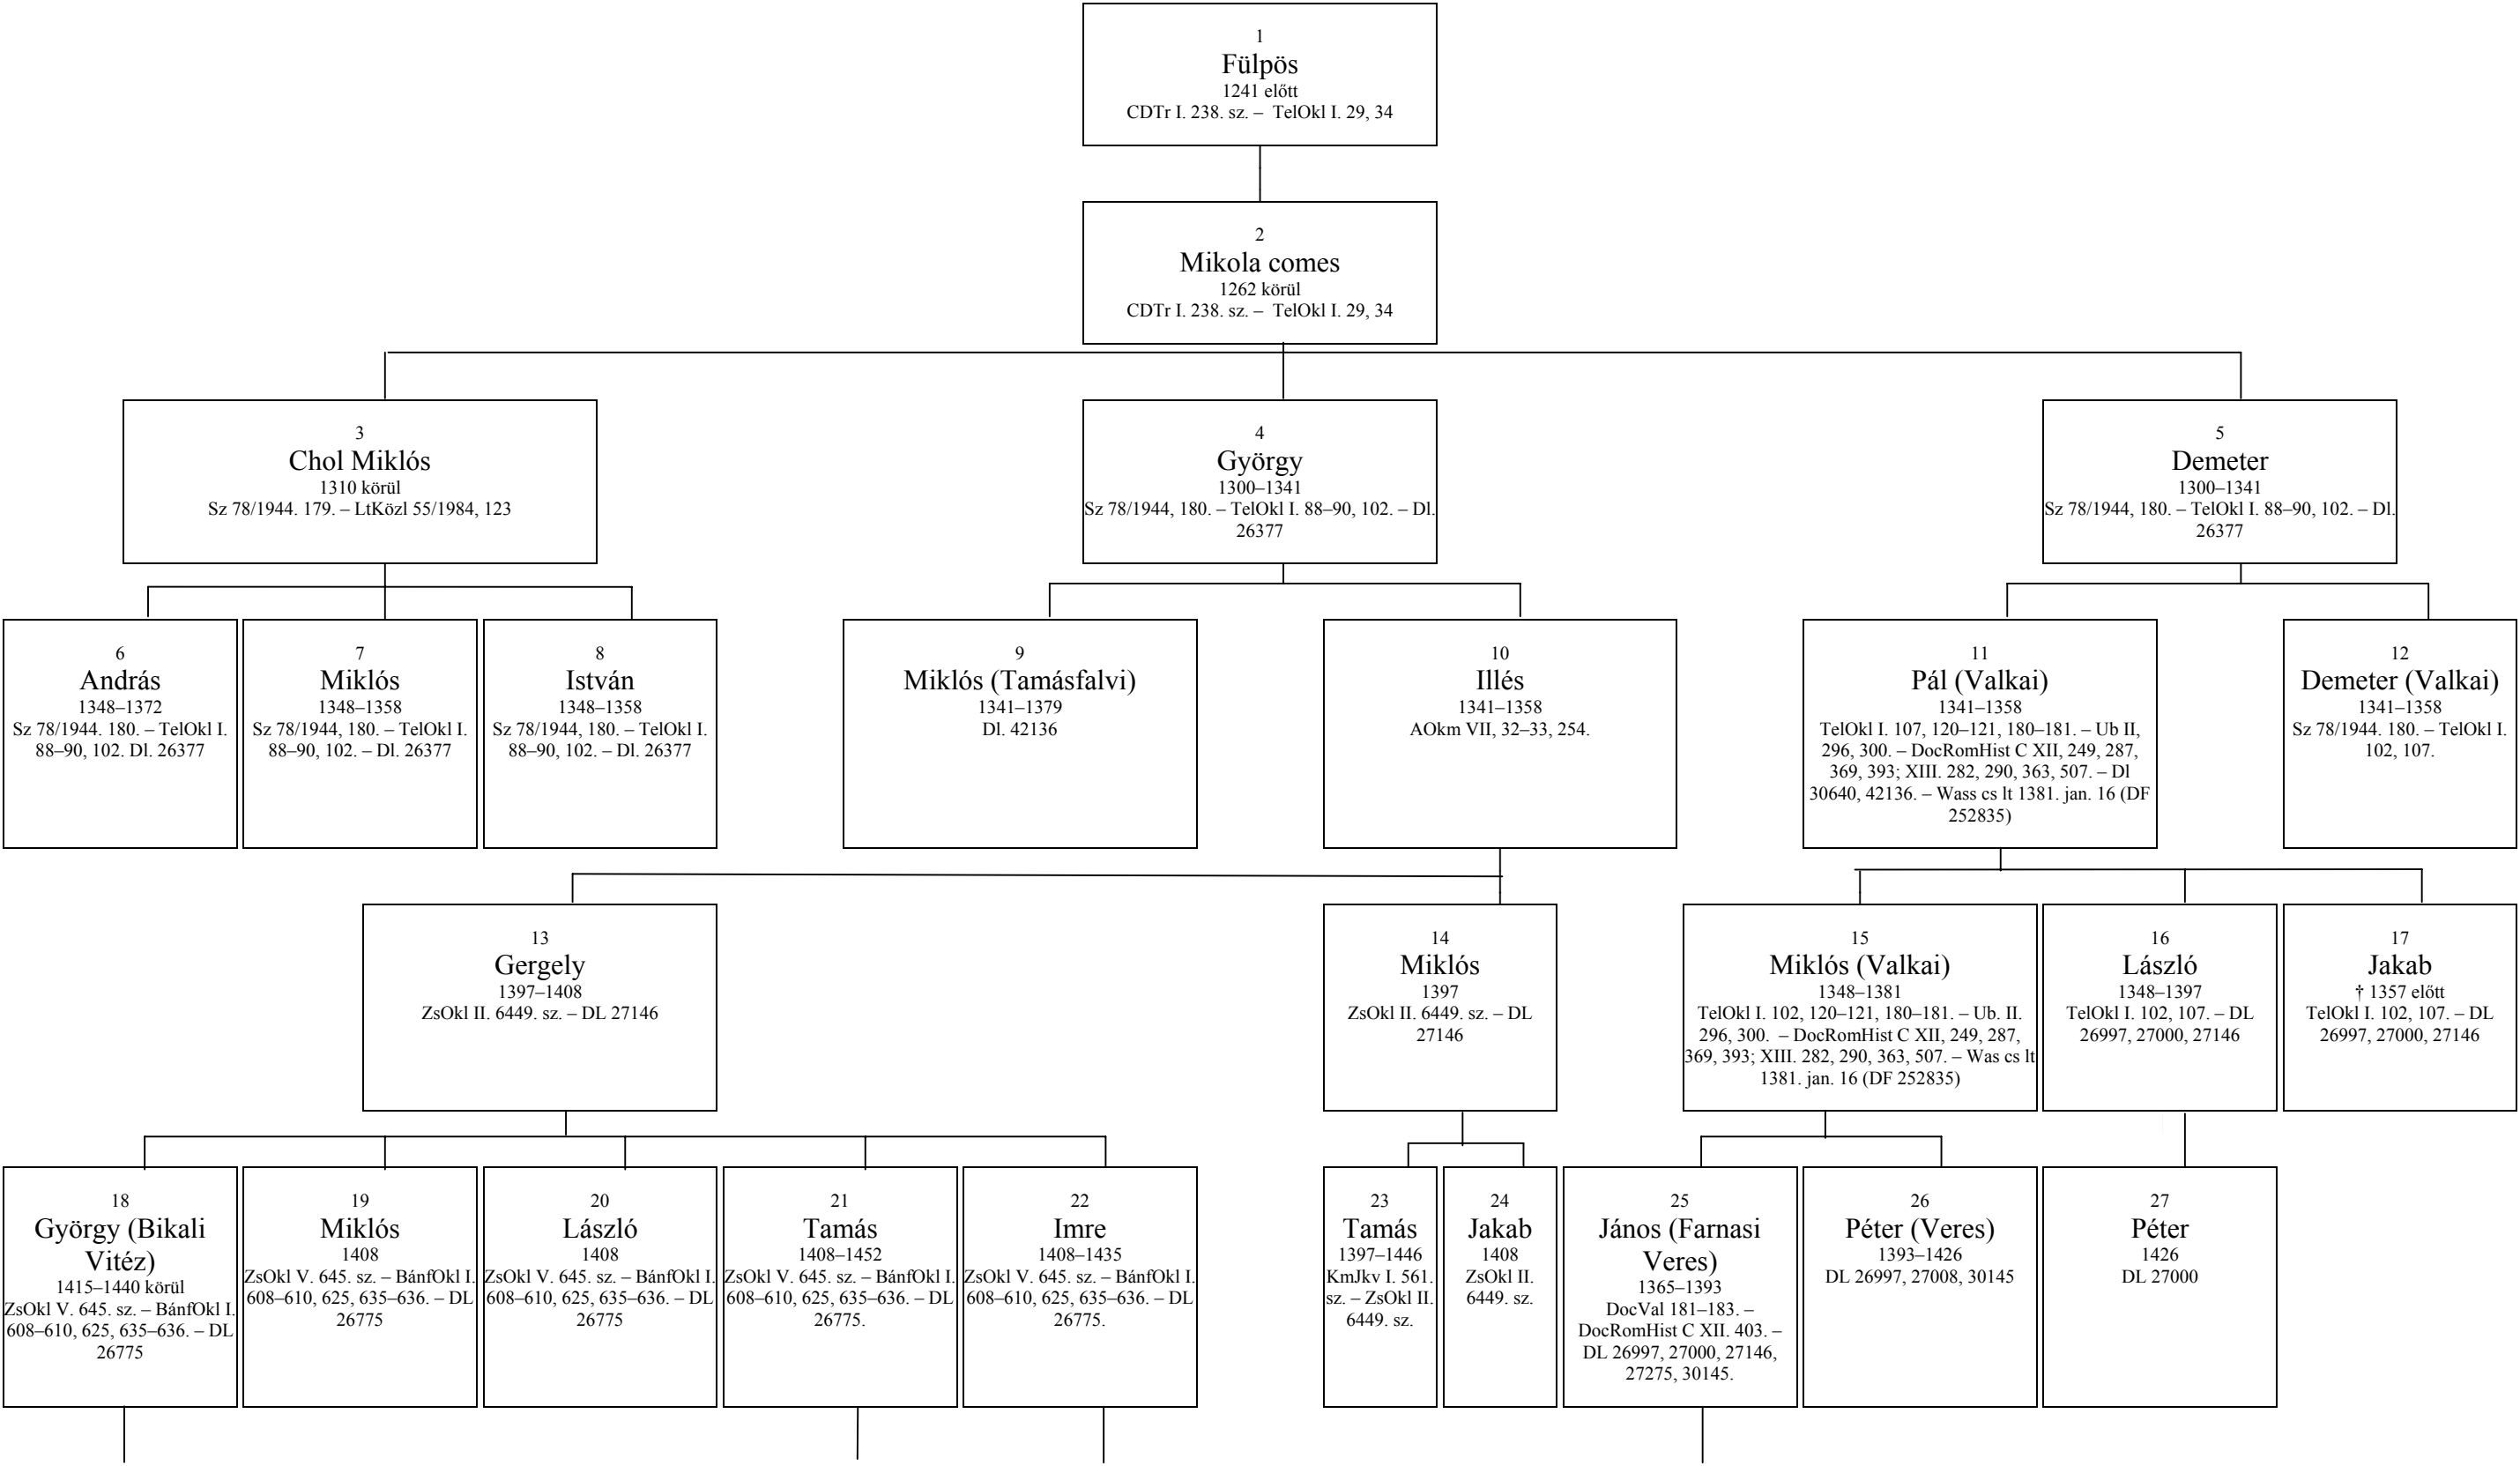 1
Fülpös
1241 előtt
CDTr I. 238. sz. – TelOkl I. 29, 34
2
Mikola comes
1262 körül
CDTr I. 238. sz. – TelOkl I. 29, 34
3
Chol Miklós
1310 körül
Sz 78/1944. 179. – LtKözl 55/1984, 123
4
György
1300–1341
Sz 78/1944, 180. – TelOkl I. 88–90, 102. – Dl.
26377
5
Demeter
1300–1341
Sz 78/1944, 180. – TelOkl I. 88–90, 102. – Dl.
26377
6
András
1348–1372
Sz 78/1944. 180. – TelOkl I.
88–90, 102. Dl. 26377
7
Miklós
1348–1358
Sz 78/1944, 180. – TelOkl I.
88–90, 102. – Dl. 26377
8
István
1348–1358
Sz 78/1944, 180. – TelOkl I.
88–90, 102. – Dl. 26377
9
Miklós (Tamásfalvi)
1341–1379
Dl. 42136
10
Illés
1341–1358
AOkm VII, 32–33, 254.
11
Pál (Valkai)
1341–1358
TelOkl I. 107, 120–121, 180–181. – Ub II,
296, 300. – DocRomHist C XII, 249, 287,
369, 393; XIII. 282, 290, 363, 507. – Dl
30640, 42136. – Wass cs lt 1381. jan. 16 (DF
252835)
12
Demeter (Valkai)
1341–1358
Sz 78/1944. 180. – TelOkl I.
102, 107.
13
Gergely
1397–1408
ZsOkl II. 6449. sz. – DL 27146
14
Miklós
1397
ZsOkl II. 6449. sz. – DL
27146
15
Miklós (Valkai)
1348–1381
TelOkl I. 102, 120–121, 180–181. – Ub. II.
296, 300. – DocRomHist C XII, 249, 287,
369, 393; XIII. 282, 290, 363, 507. – Was cs lt
1381. jan. 16 (DF 252835)
16
László
1348–1397
TelOkl I. 102, 107. – DL
26997, 27000, 27146
17
Jakab
† 1357 előtt
TelOkl I. 102, 107. – DL
26997, 27000, 27146
18
György (Bikali
Vitéz)
1415–1440 körül
ZsOkl V. 645. sz. – BánfOkl I.
608–610, 625, 635–636. – DL
26775
19
Miklós
1408
ZsOkl V. 645. sz. – BánfOkl I.
608–610, 625, 635–636. – DL
26775
20
László
1408
ZsOkl V. 645. sz. – BánfOkl I.
608–610, 625, 635–636. – DL
26775
21
Tamás
1408–1452
ZsOkl V. 645. sz. – BánfOkl I.
608–610, 625, 635–636. – DL
26775.
22
Imre
1408–1435
ZsOkl V. 645. sz. – BánfOkl I.
608–610, 625, 635–636. – DL
26775.
23
Tamás
1397–1446
KmJkv I. 561.
sz. – ZsOkl II.
6449. sz.
24
Jakab
1408
ZsOkl II.
6449. sz.
25
János (Farnasi
Veres)
1365–1393
DocVal 181–183. –
DocRomHist C XII. 403. –
DL 26997, 27000, 27146,
27275, 30145.
26
Péter (Veres)
1393–1426
DL 26997, 27008, 30145
27
Péter
1426
DL 27000